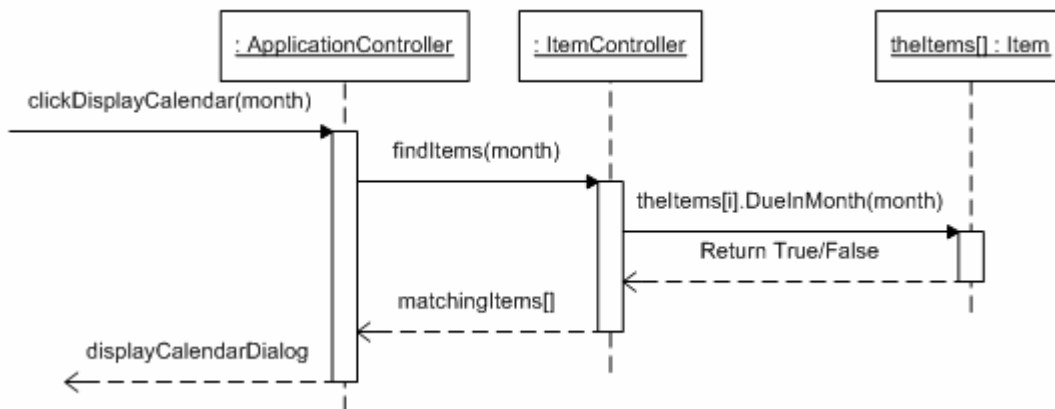 : ApplicationController
: ItemController
theItems[] : Item
clickDisplayCalendar(month)
findItems(month)
theItems[i].DueInMonth(month)
Return True/False
matchingItems[]
displayCalendarDialog